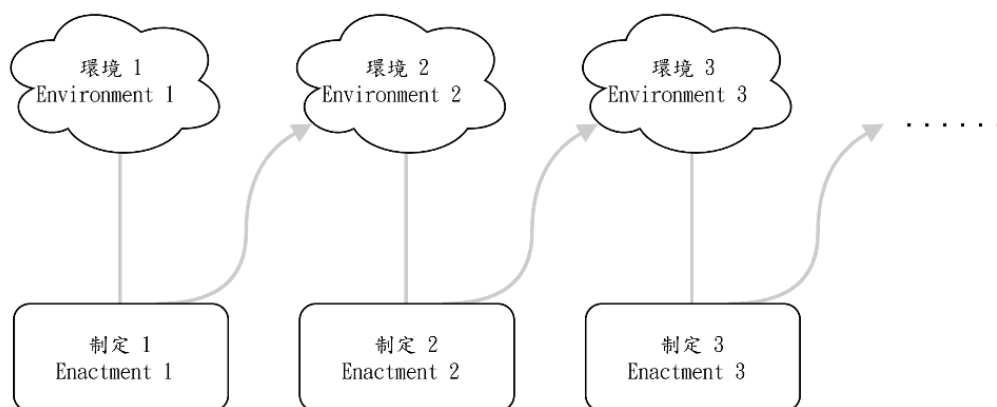 環境 1
Environment 1
環境 2
Environment 2
環境 3
Environment 3
......
制定 1
Enactment 1
制定 2
Enactment 2
制定 3
Enactment 3